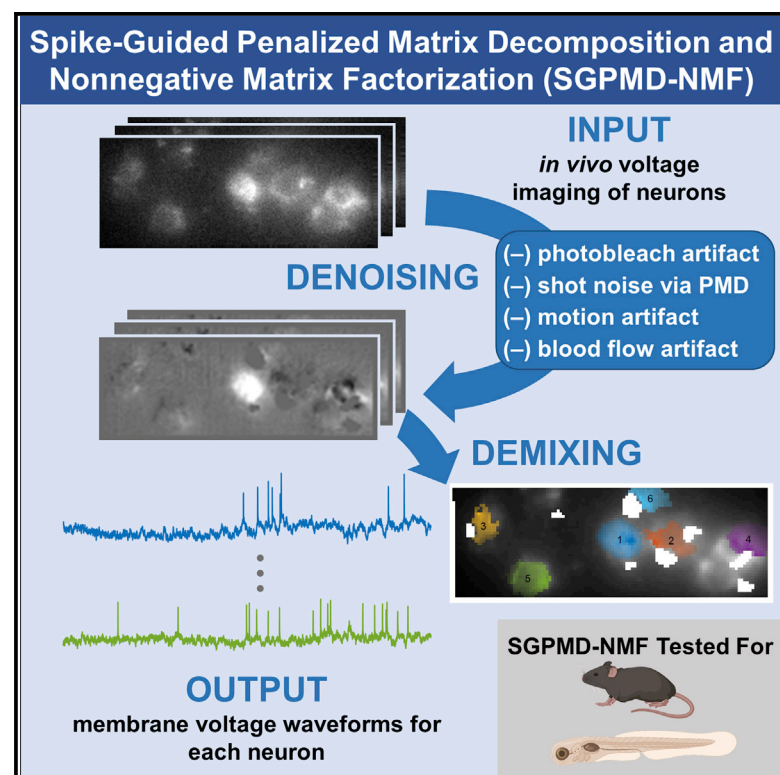 Spike-Guided Penalized Matrix Decomposition and
Nonnegative Matrix Factorization (SGPMD-NMF)
INPUT
in vivo voltage
imaging of neurons
DENOISING
(–) photobleach artifact
(–) shot noise via PMD
(–) motion artifact
(–) blood flow artifact
DEMIXING
6
3
1
2
4
5
OUTPUT
membrane voltage waveforms for
each neuron
SGPMD-NMF Tested For